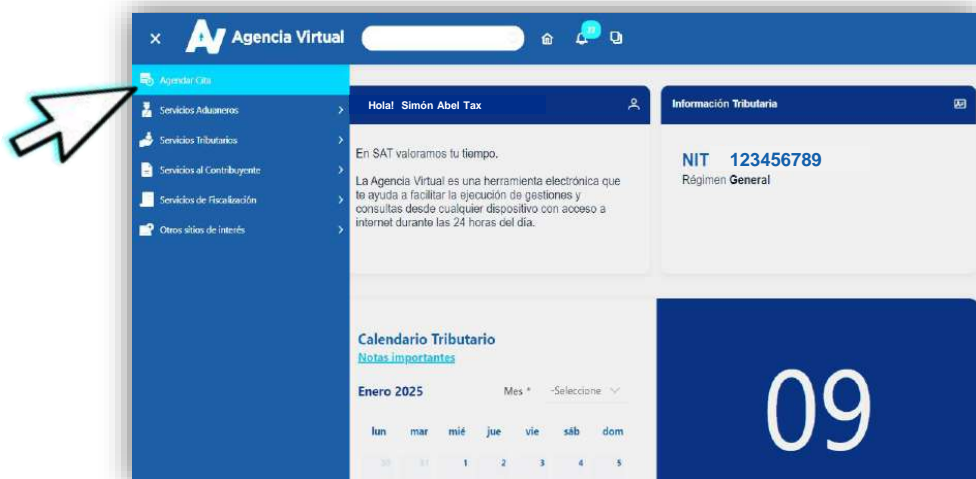 Agencia Virtual
Agendar Cita
Servicios Aduaneros
Servicios Tributarios
Servicios al Contribuyente
Servicios de Fiscalización
Otros sitios de interés
Hola! Simón Abel Tax
En SAT valoramos tu tiempo.
La Agencia Virtual es una herramienta electrónica que
te ayuda a facilitar la ejecución de gestiones y
consultas desde cualquier dispositivo con acceso a
internet durante las 24 horas del día.
Información Tributaria
NIT 123456789
Régimen General
Calendario Tributario
Notas importantes
Enero 2025 Mes * -Seleccione
lun mar mié jue vie sáb dom
30 31 1 2 3 4 5
09